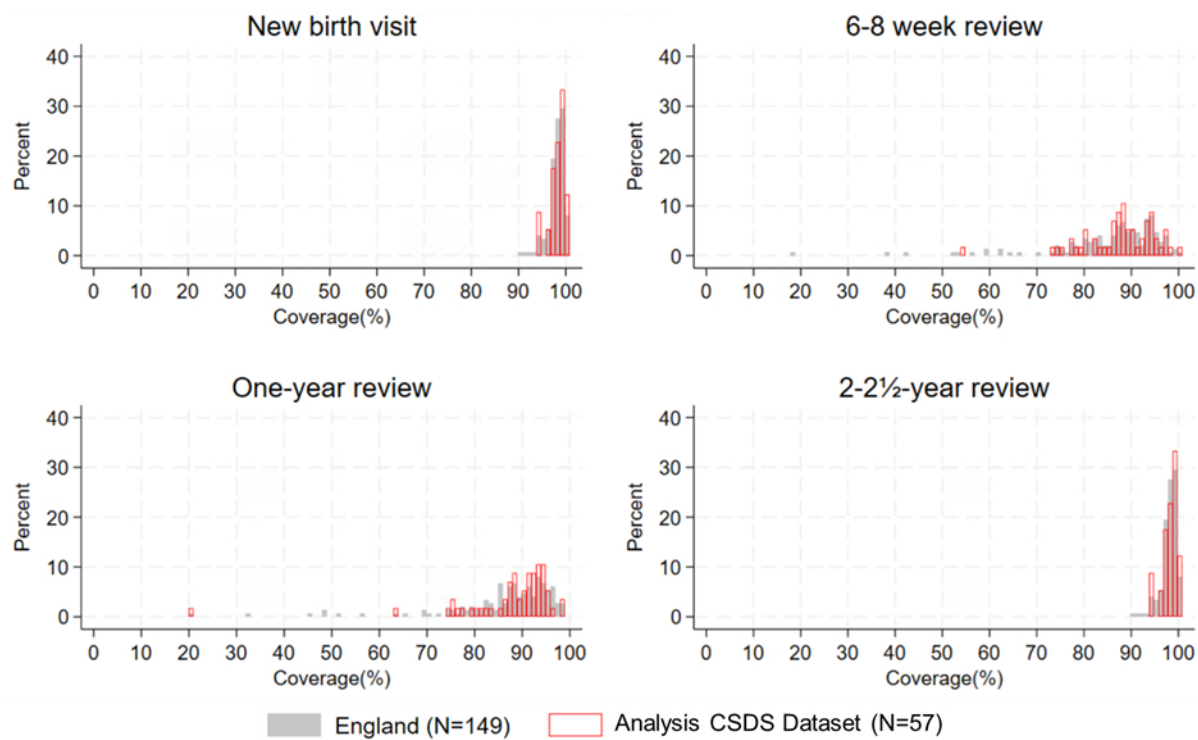 New birth visit
40
30
20
10
0
Percent
0 10 20 30 40 50 60 70 80 90 100
Coverage(%)
6-8 week review
40
30
20
10
0
Percent
0 10 20 30 40 50 60 70 80 90 100
Coverage(%)
One-year review
40
30
20
10
0
Percent
0 10 20 30 40 50 60 70 80 90 100
Coverage(%)
2-2½-year review
40
30
20
10
0
Percent
0 10 20 30 40 50 60 70 80 90 100
Coverage(%)
England (N=149) Analysis CSDS Dataset (N=57)